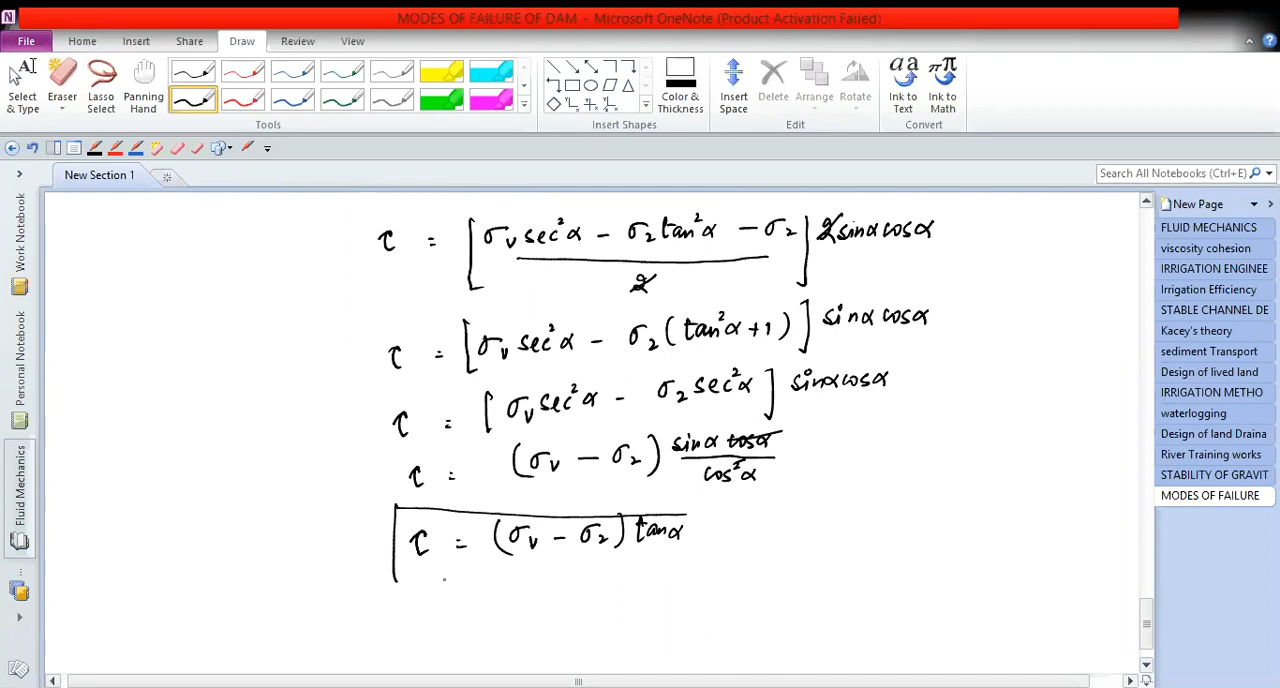 MODES OF FAILURE OF DAM - Microsoft OneNote (Product Activation Failed)
File Home Insert Share Draw Review View
Select & Type
Eraser
Lasso Select
Panning Hand
Color & Thickness
Insert Space
Delete
Arrange
Rotate
Ink to Text
Ink to Math
Tools
Insert Shapes
Edit
Convert
New Section 1
Search All Notebooks (Ctrl+E)
Work Notebook
Personal Notebook
Fluid Mechanics
τ = [σv sec²α - σ2 tan²α - σ2 / 2] 2 sinα cosα
τ = [σv sec²α - σ2 (tan²α + 1)] sinα cosα
τ = [σv sec²α - σ2 sec²α] sinα cosα
τ = (σv - σ2) sinα cosα / cos²α
τ = (σv - σ2) tanα
New Page
FLUID MECHANICS
viscosity cohesion
IRRIGATION ENGINEE
Irrigation Efficiency
STABLE CHANNEL DE
Kacey's theory
sediment Transport
Design of lived land
IRRIGATION METHO
waterlogging
Design of land Draina
River Training works
STABILITY OF GRAVIT
MODES OF FAILURE